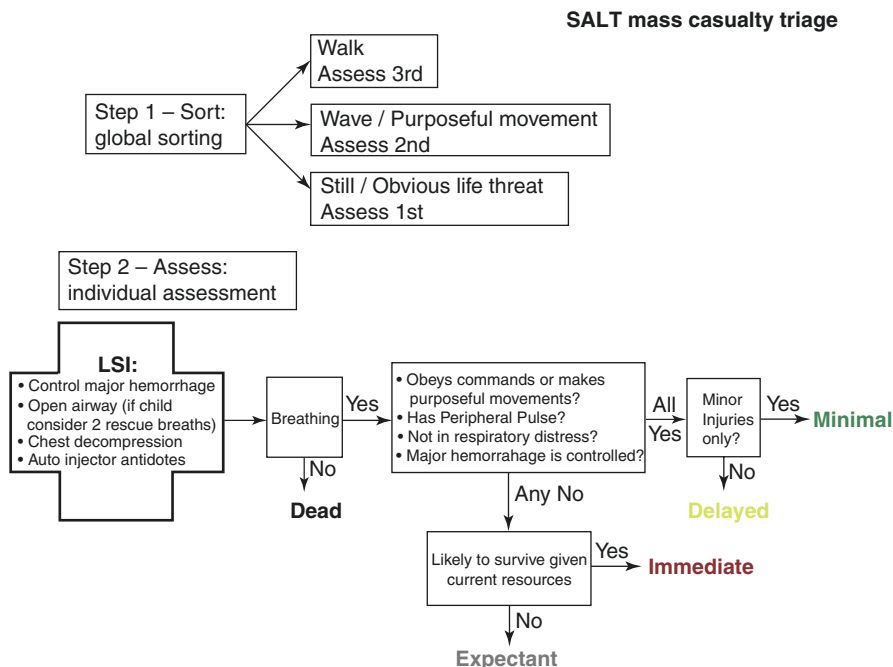 SALT mass casualty triage
Walk
Assess 3rd
Step 1 – Sort:
global sorting
Wave / Purposeful movement
Assess 2nd
Still / Obvious life threat
Assess 1st
Step 2 – Assess:
individual assessment
LSI:
• Control major hemorrhage
• Open airway (if child
consider 2 rescue breaths)
• Chest decompression
• Auto injector antidotes
Breathing
Yes
No
Dead
• Obeys commands or makes
purposeful movements?
• Has Peripheral Pulse?
• Not in respiratory distress?
• Major hemorrahage is controlled?
All
Yes
Minor
Injuries
only?
Yes
Minimal
No
Delayed
Any No
Likely to survive given
current resources
Yes
Immediate
No
Expectant